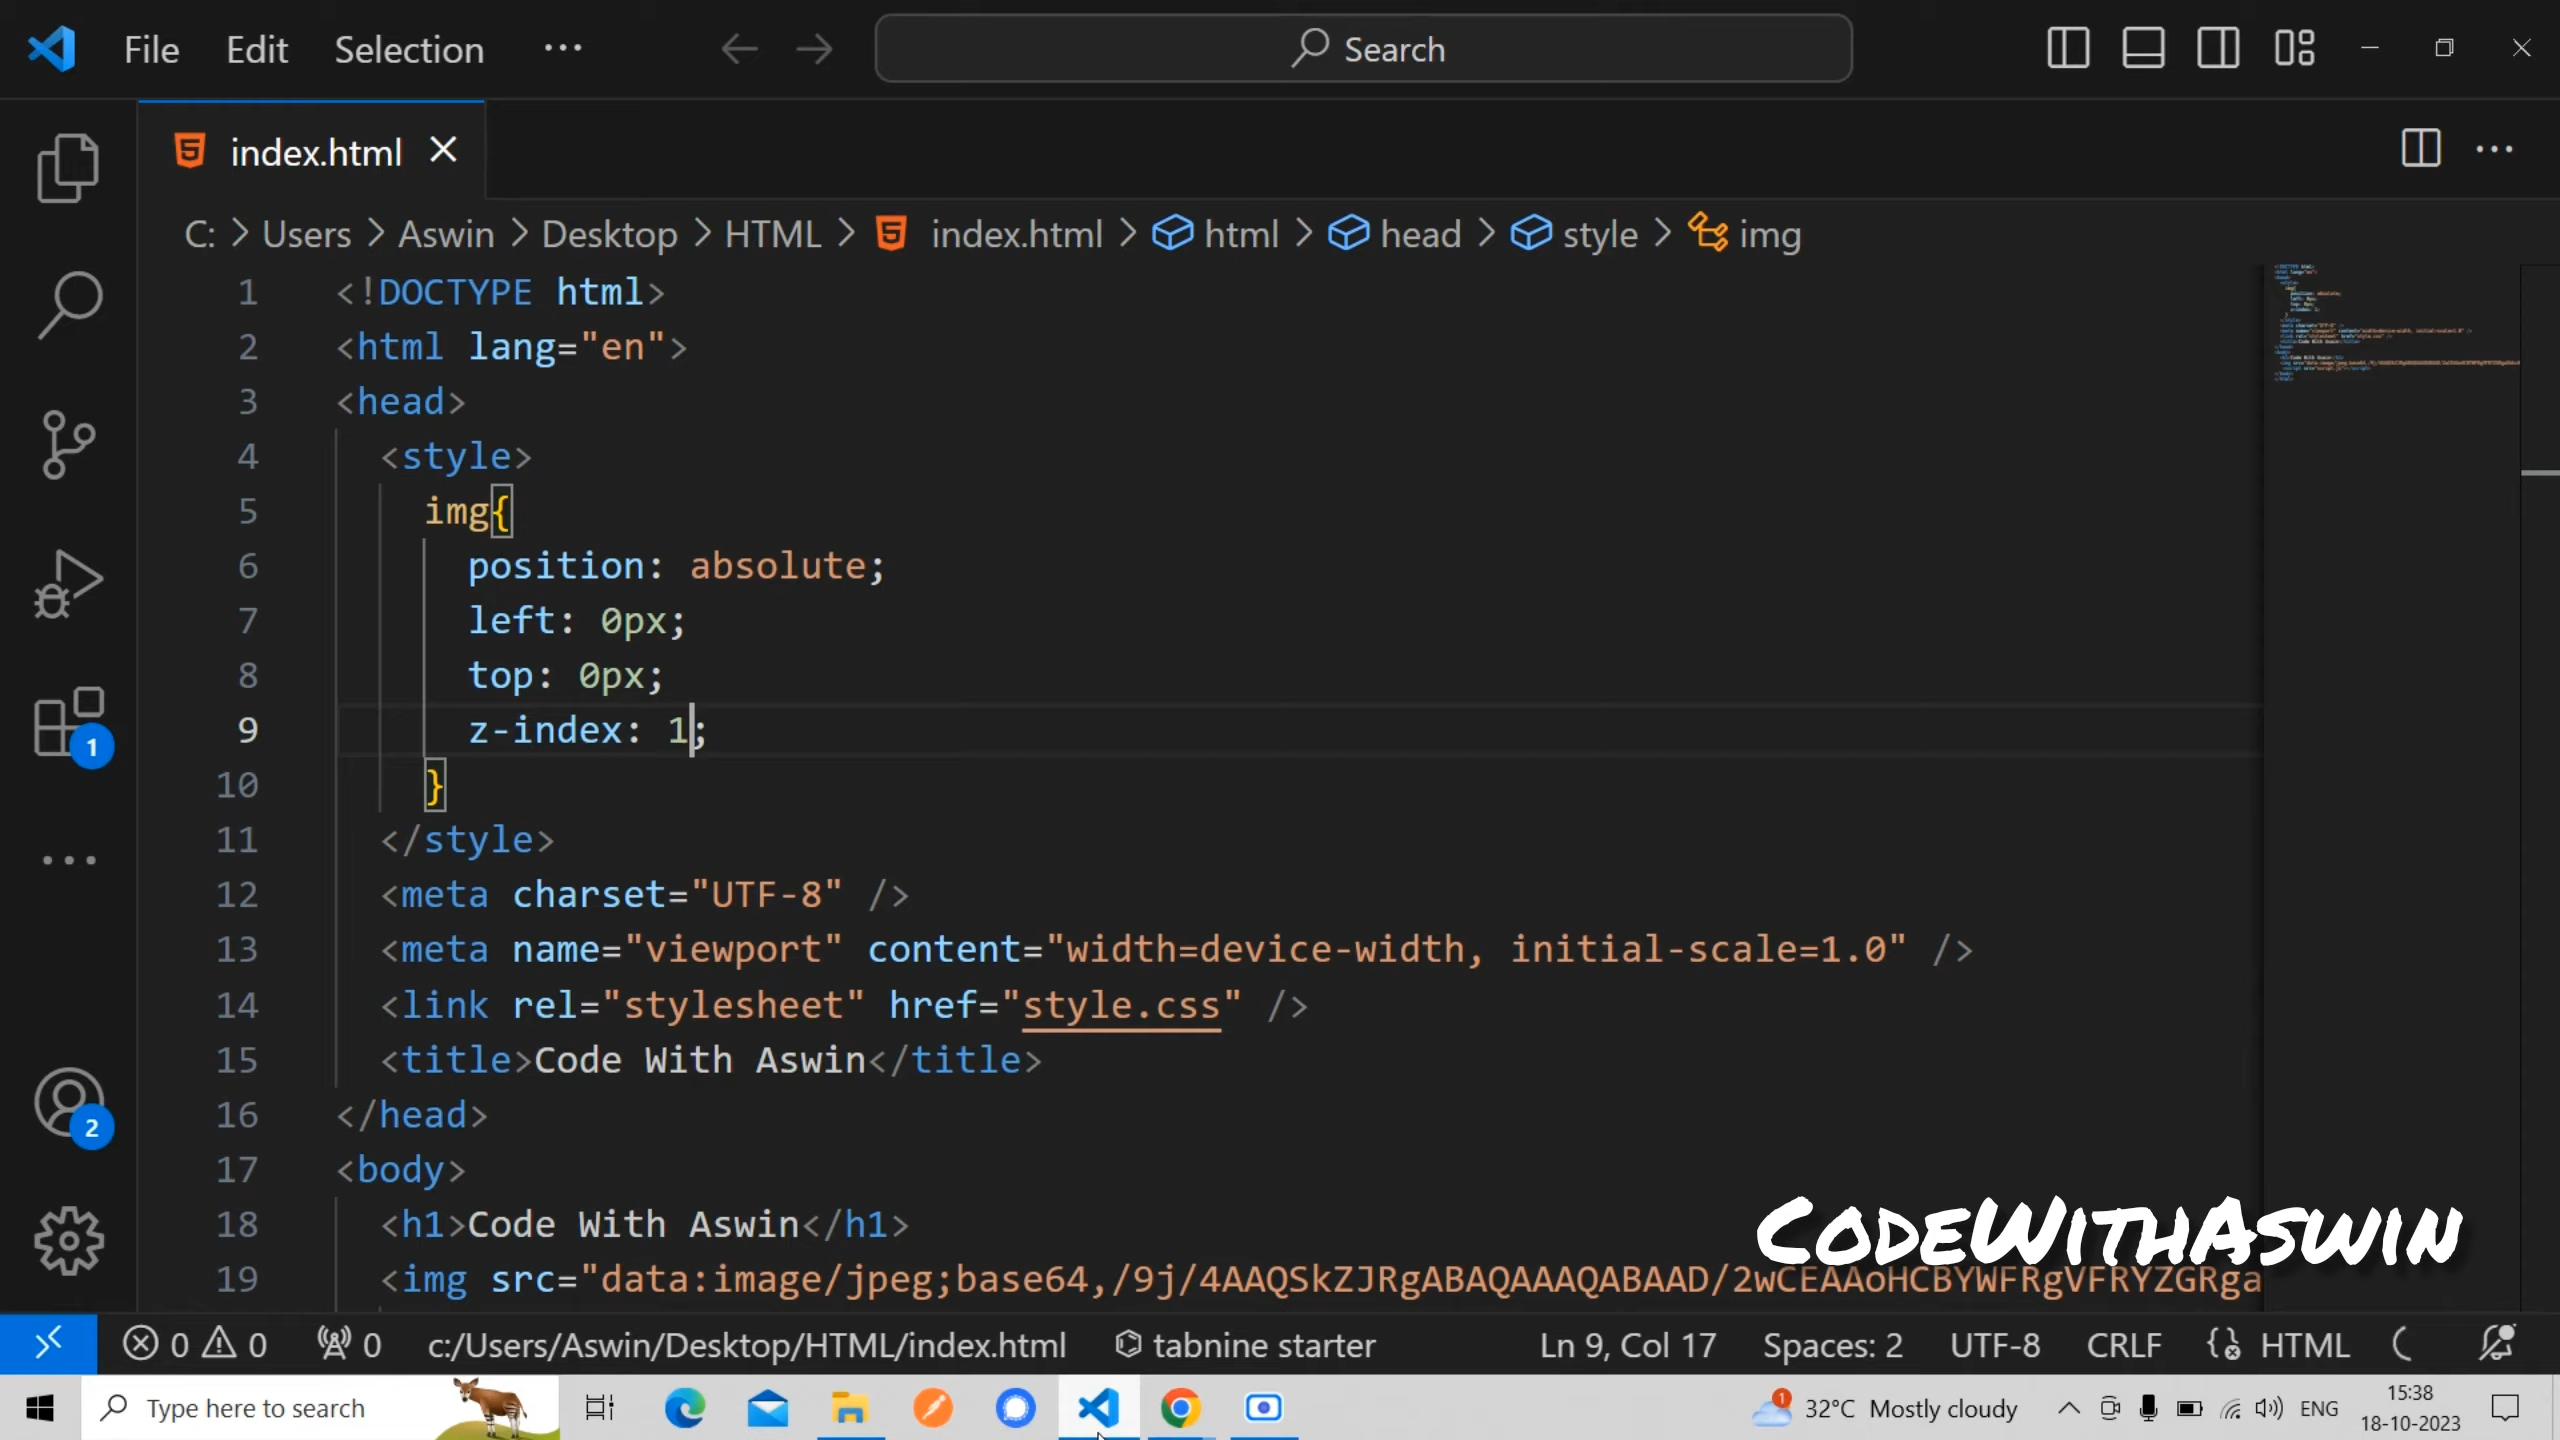 File Edit Selection ··· Search
index.html
C: > Users > Aswin > Desktop > HTML > index.html > html > head > style > img
1 <!DOCTYPE html>
2 <html lang="en">
3 <head>
4 <style>
5 img{
6 position: absolute;
7 left: 0px;
8 top: 0px;
9 z-index: 1;
10 }
11 </style>
12 <meta charset="UTF-8" />
13 <meta name="viewport" content="width=device-width, initial-scale=1.0" />
14 <link rel="stylesheet" href="style.css" />
15 <title>Code With Aswin</title>
16 </head>
17 <body>
18 <h1>Code With Aswin</h1>
19 <img src="data:image/jpeg;base64,/9j/4AAQSkZJRgABAQAAAQABAAD/2wCEAAoHCBYWFRgVFRYZGRga
1
2
CodeWithAswin
0 0 0 c:/Users/Aswin/Desktop/HTML/index.html tabnine starter Ln 9, Col 17 Spaces: 2 UTF-8 CRLF HTML
Type here to search 1 32°C Mostly cloudy ENG 15:38
18-10-2023